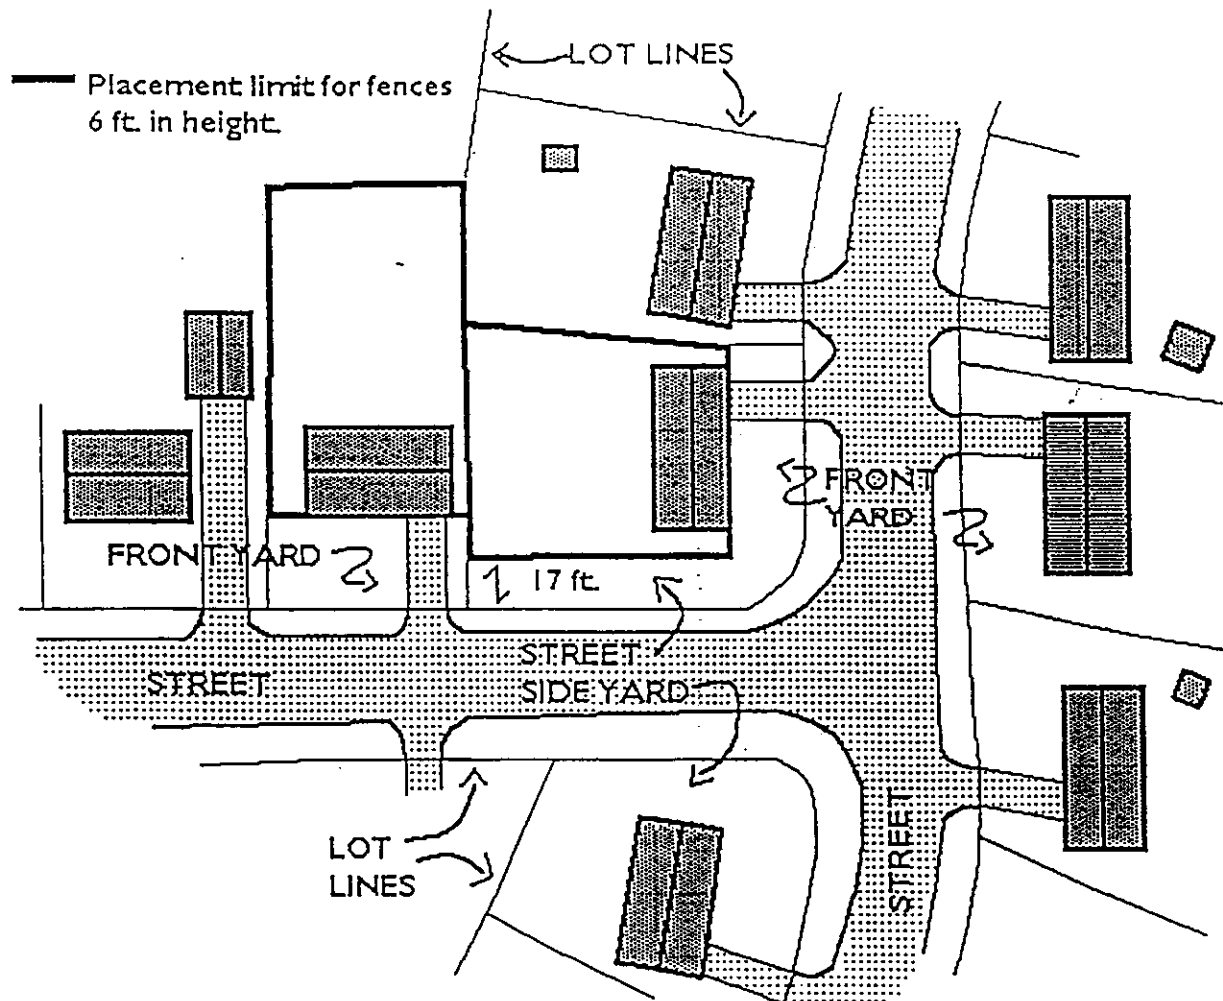 LOT LINES
Placement limit for fences
6 ft. in height.
FRONT
YARD
FRONT YARD
17 ft.
STREET
SIDE YARD
STREET
STREET
LOT
LINES